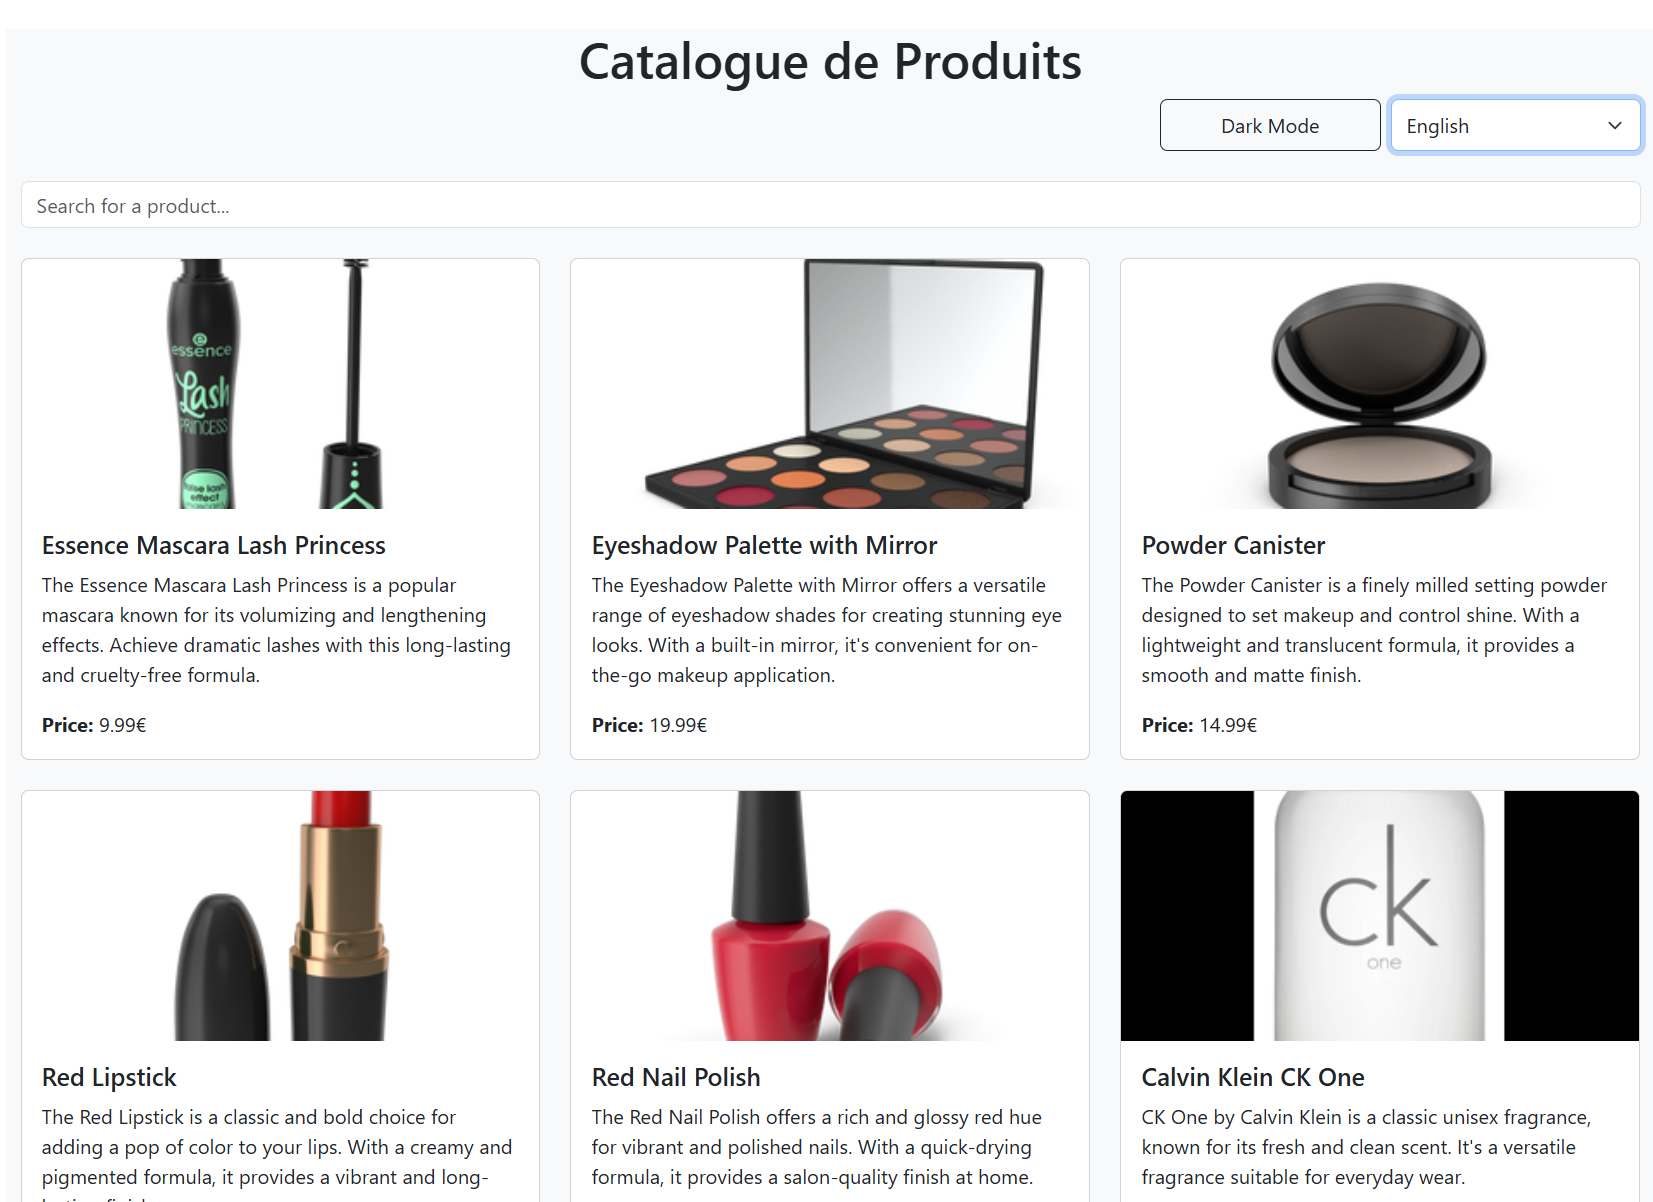 Catalogue de Produits
Dark Mode
English
Search for a product...
essence
Lash
PRINCESS
false lash
effect
Essence Mascara Lash Princess
The Essence Mascara Lash Princess is a popular
mascara known for its volumizing and lengthening
effects. Achieve dramatic lashes with this long-lasting
and cruelty-free formula.
Price: 9.99€
Eyeshadow Palette with Mirror
The Eyeshadow Palette with Mirror offers a versatile
range of eyeshadow shades for creating stunning eye
looks. With a built-in mirror, it's convenient for on-
the-go makeup application.
Price: 19.99€
Powder Canister
The Powder Canister is a finely milled setting powder
designed to set makeup and control shine. With a
lightweight and translucent formula, it provides a
smooth and matte finish.
Price: 14.99€
Red Lipstick
The Red Lipstick is a classic and bold choice for
adding a pop of color to your lips. With a creamy and
pigmented formula, it provides a vibrant and long-
Red Nail Polish
The Red Nail Polish offers a rich and glossy red hue
for vibrant and polished nails. With a quick-drying
formula, it provides a salon-quality finish at home.
ck
one
Calvin Klein CK One
CK One by Calvin Klein is a classic unisex fragrance,
known for its fresh and clean scent. It's a versatile
fragrance suitable for everyday wear.